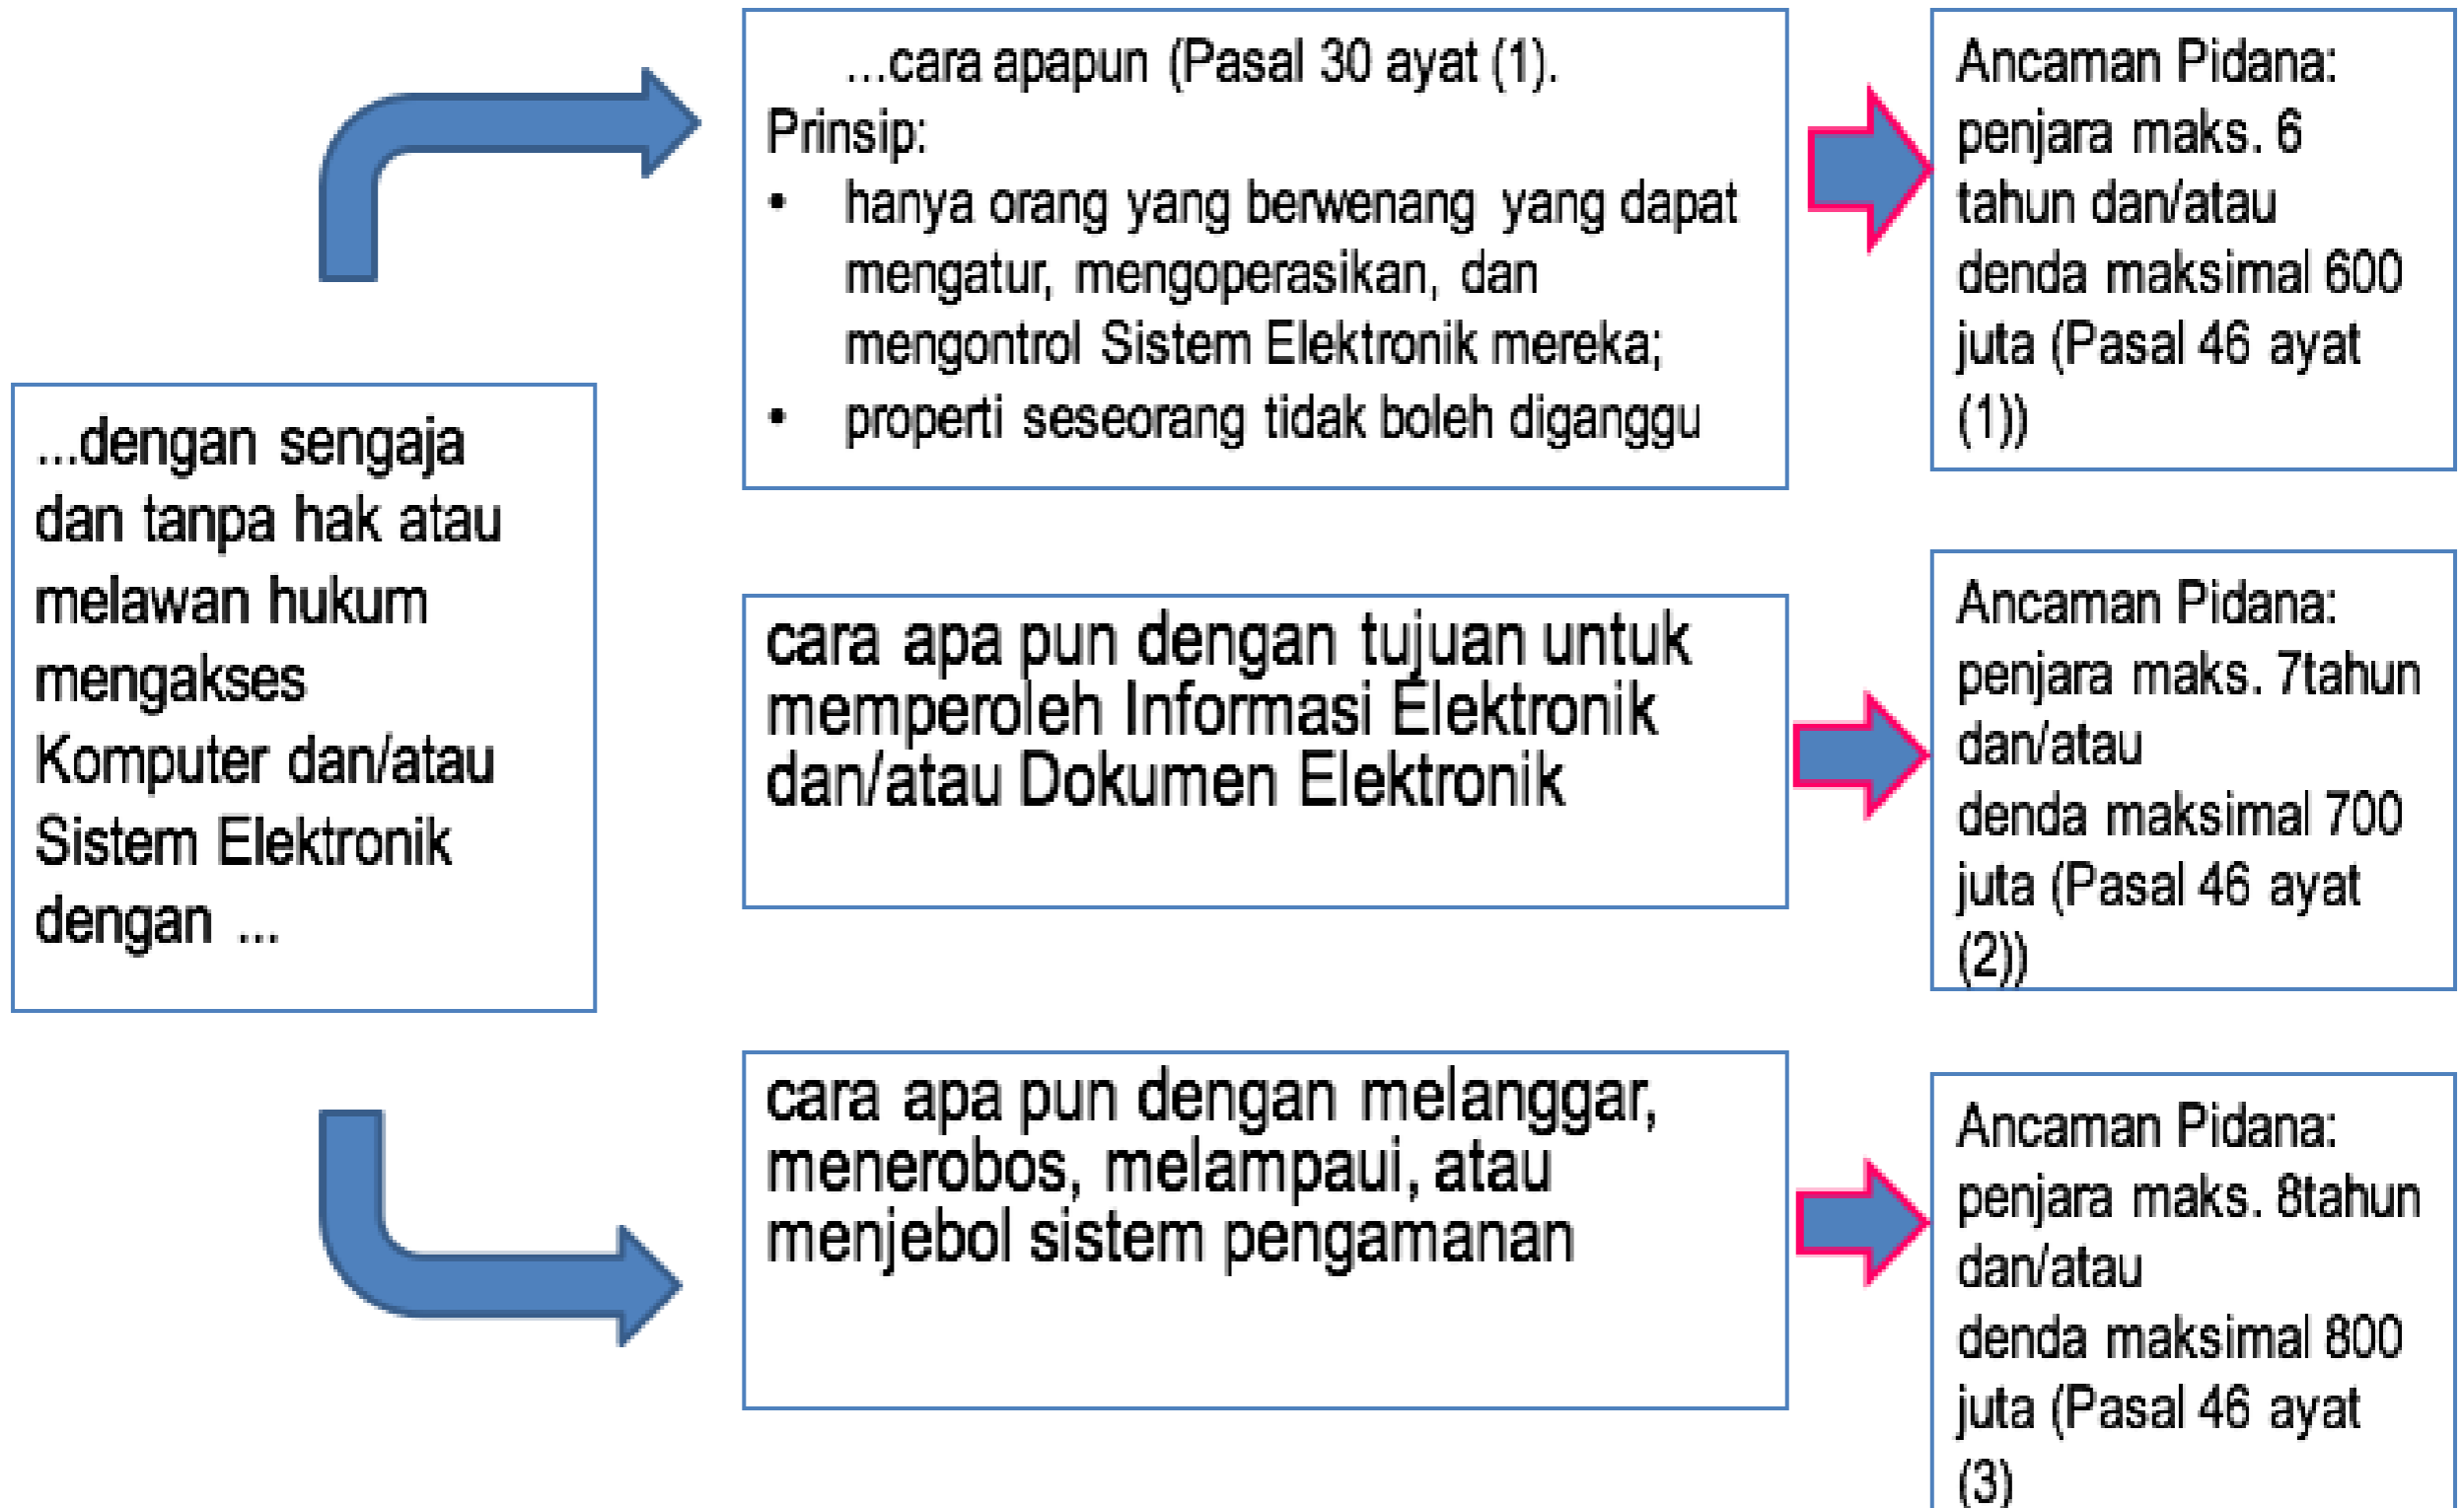 ...dengan sengaja
dan tanpa hak atau
melawan hukum
mengakses
Komputer dan/atau
Sistem Elektronik
dengan ...
...cara apapun (Pasal 30 ayat (1).
Prinsip:
• hanya orang yang berwenang yang dapat
mengatur, mengoperasikan, dan
mengontrol Sistem Elektronik mereka;
• properti seseorang tidak boleh diganggu
Ancaman Pidana:
penjara maks. 6
tahun dan/atau
denda maksimal 600
juta (Pasal 46 ayat
(1))
cara apa pun dengan tujuan untuk
memperoleh Informasi Elektronik
dan/atau Dokumen Elektronik
Ancaman Pidana:
penjara maks. 7tahun
dan/atau
denda maksimal 700
juta (Pasal 46 ayat
(2))
cara apa pun dengan melanggar,
menerobos, melampaui, atau
menjebol sistem pengamanan
Ancaman Pidana:
penjara maks. 8tahun
dan/atau
denda maksimal 800
juta (Pasal 46 ayat
(3)